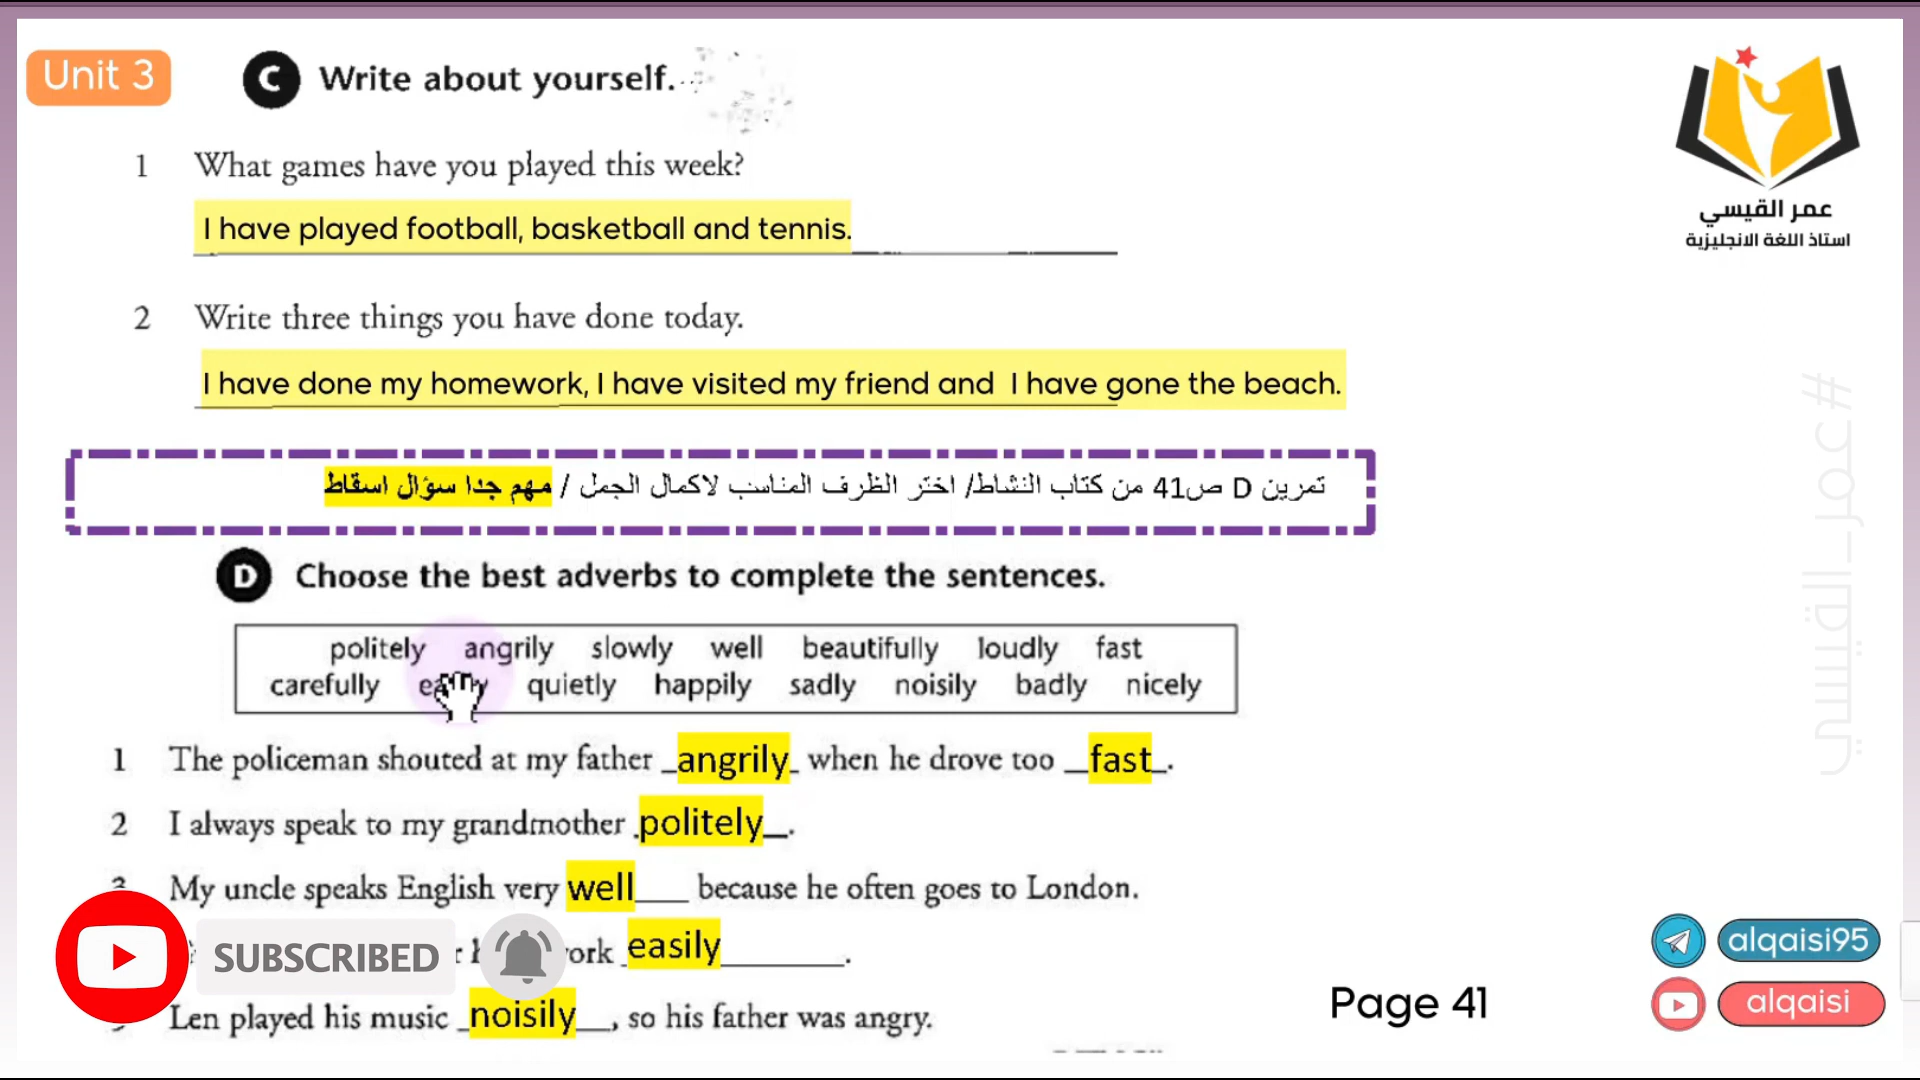 Unit 3
C Write about yourself.
عمر القيسي
استاذ اللغة الانجليزية
1 What games have you played this week?
I have played football, basketball and tennis.
2 Write three things you have done today.
I have done my homework, I have visited my friend and I have gone the beach.
#عمر_القيسي
تمرين D ص41 من كتاب النشاط/ اختر الظرف المناسب لاكمال الجمل / مهم جدا سؤال اسقاط
D Choose the best adverbs to complete the sentences.
politely angrily slowly well beautifully loudly fast
carefully quietly happily sadly noisily badly nicely
1 The policeman shouted at my father angrily when he drove too fast.
2 I always speak to my grandmother politely.
My uncle speaks English very well because he often goes to London.
SUBSCRIBED easily.
Len played his music noisily, so his father was angry.
Page 41
alqaisi95
alqaisi